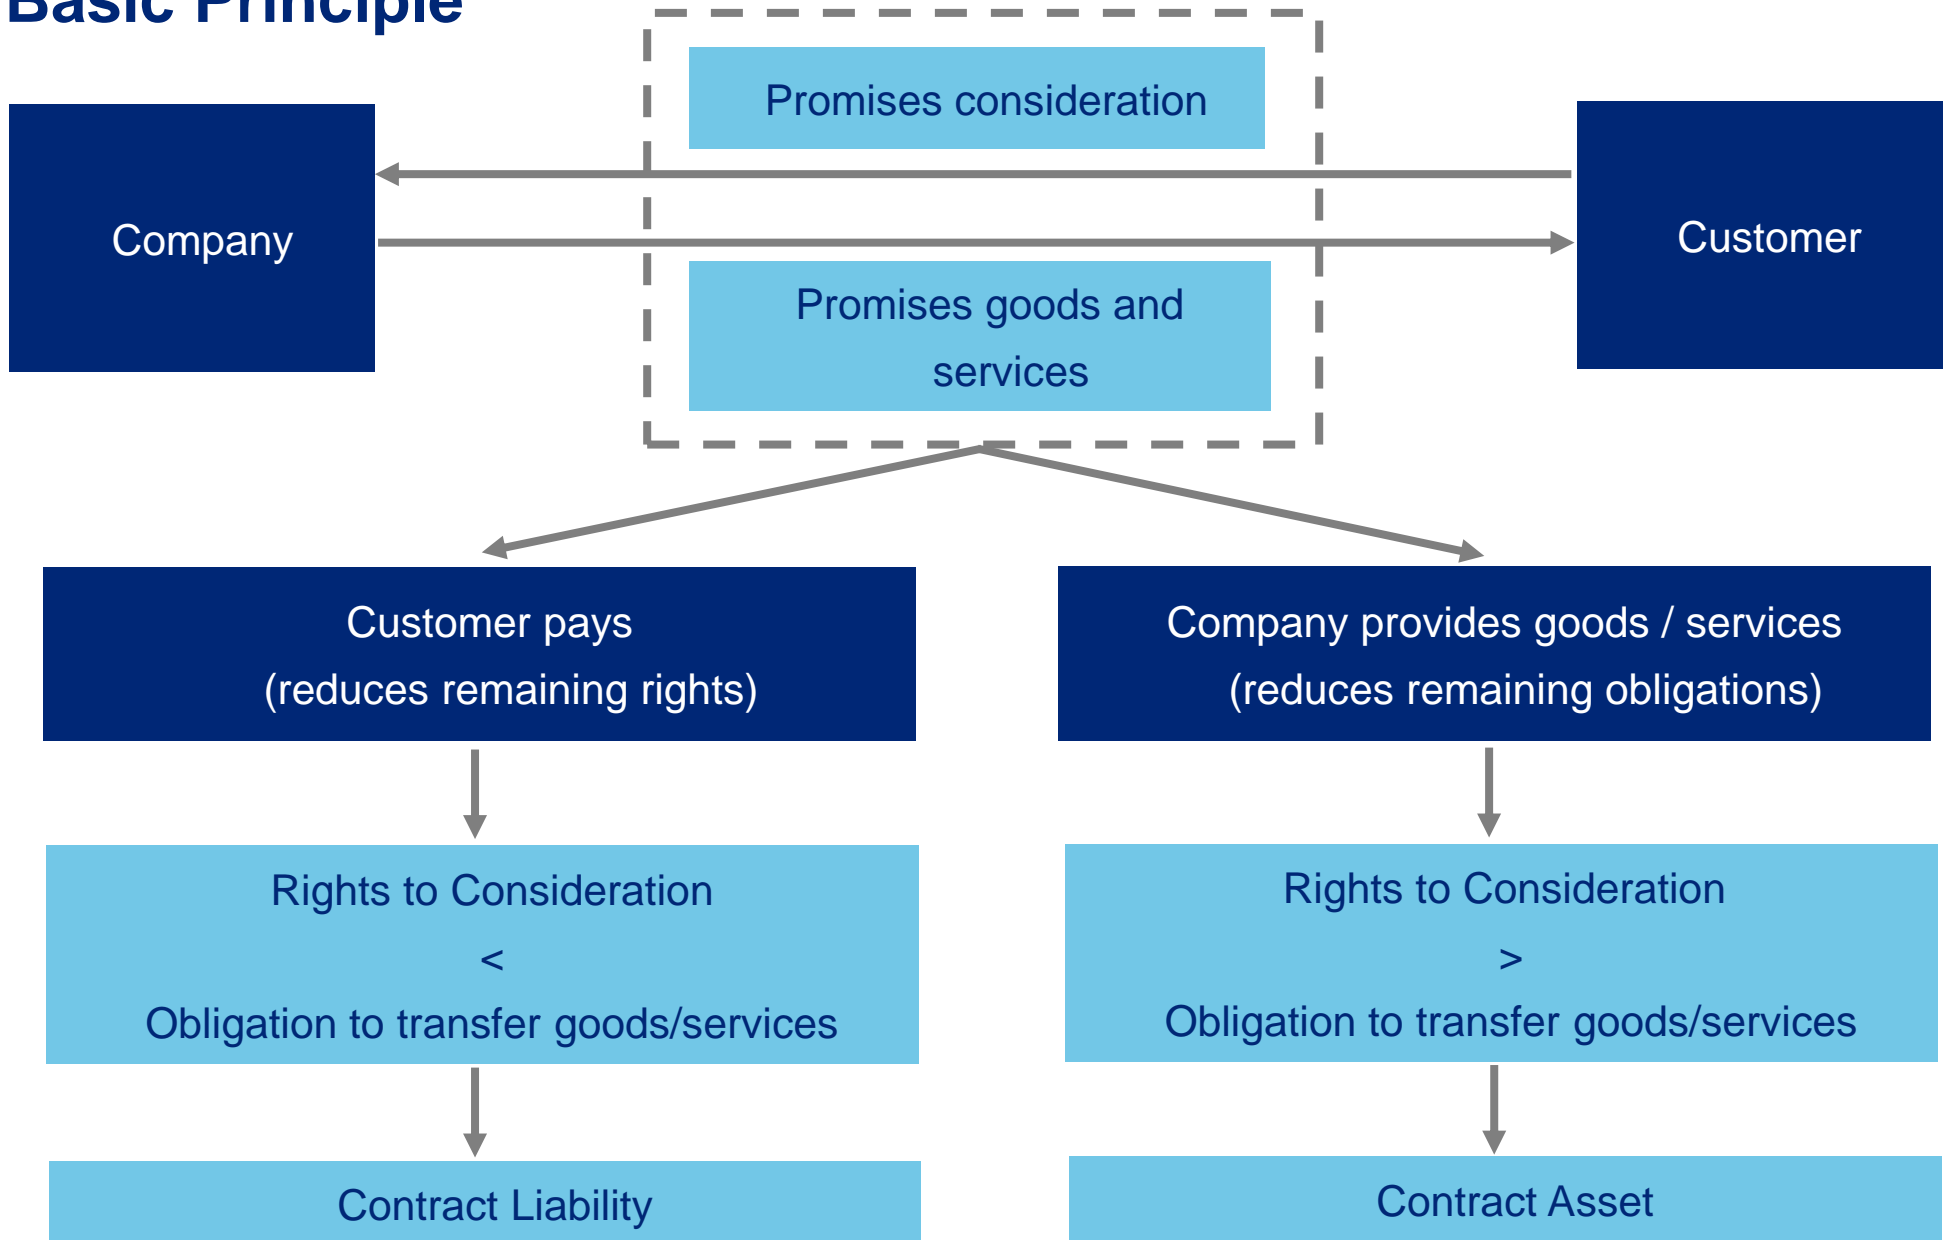 Basic Principle
Promises consideration
Company
Customer
Promises goods and
services
Customer pays
(reduces remaining rights)
Company provides goods / services
(reduces remaining obligations)
Rights to Consideration
<
Obligation to transfer goods/services
Rights to Consideration
>
Obligation to transfer goods/services
Contract Liability
Contract Asset